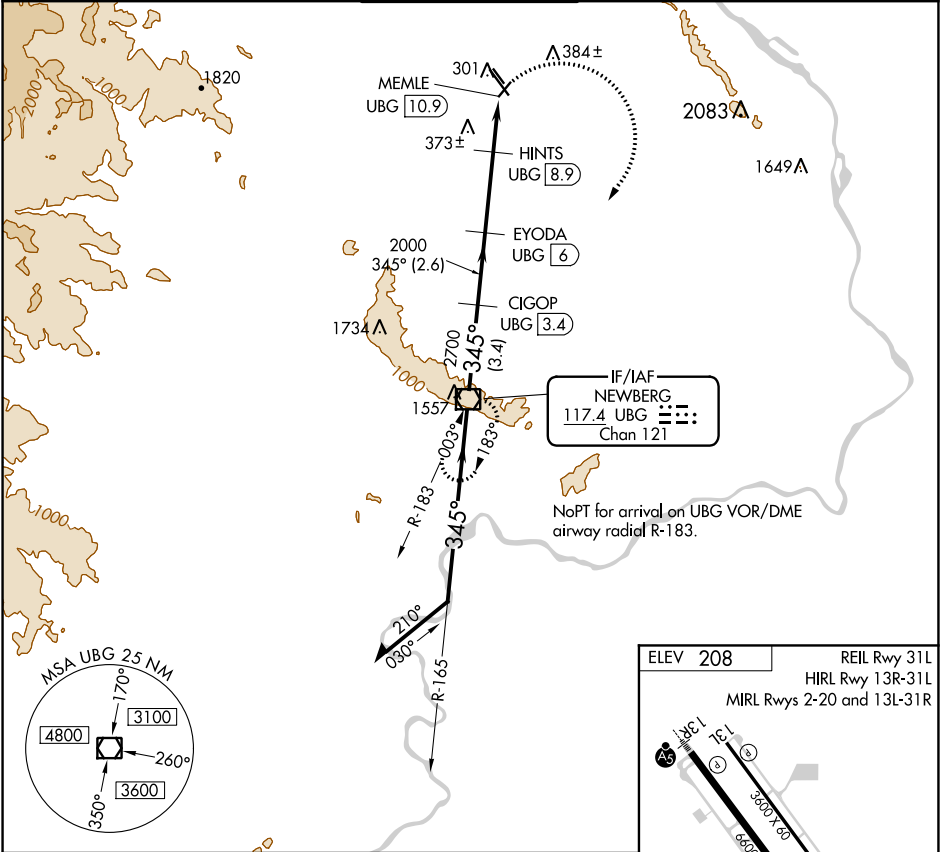 1820
1000
2000
301
384±
MEMLE
UBG 10.9
2083
373±
HINTS
UBG 8.9
1649
EYODA
UBG 6
2000
345° (2.6)
CIGOP
UBG 3.4
1734
2700
345°
(3.4)
1000
1557
IF/IAF
NEWBERG
117.4 UBG
Chan 121
003°
183°
R-183
NoPT for arrival on UBG VOR/DME
airway radial R-183.
1000
345°
210°
030°
R-165
MSA UBG 25 NM
170°
3100
4800
260°
3600
350°
ELEV 208
REIL Rwy 31L
HIRL Rwy 13R-31L
MIRL Rwys 2-20 and 13L-31R
13R
13L
P
P
A5
3600 X 60